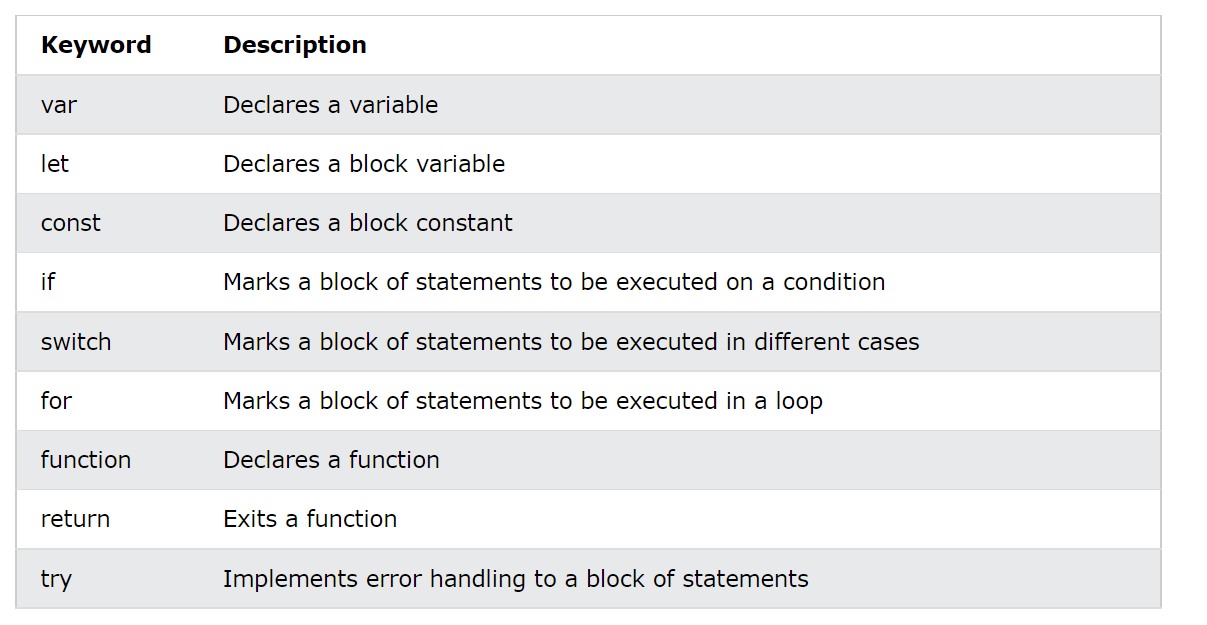 Keyword Description
var Declares a variable
let Declares a block variable
const Declares a block constant
if Marks a block of statements to be executed on a condition
switch Marks a block of statements to be executed in different cases
for Marks a block of statements to be executed in a loop
function Declares a function
return Exits a function
try Implements error handling to a block of statements